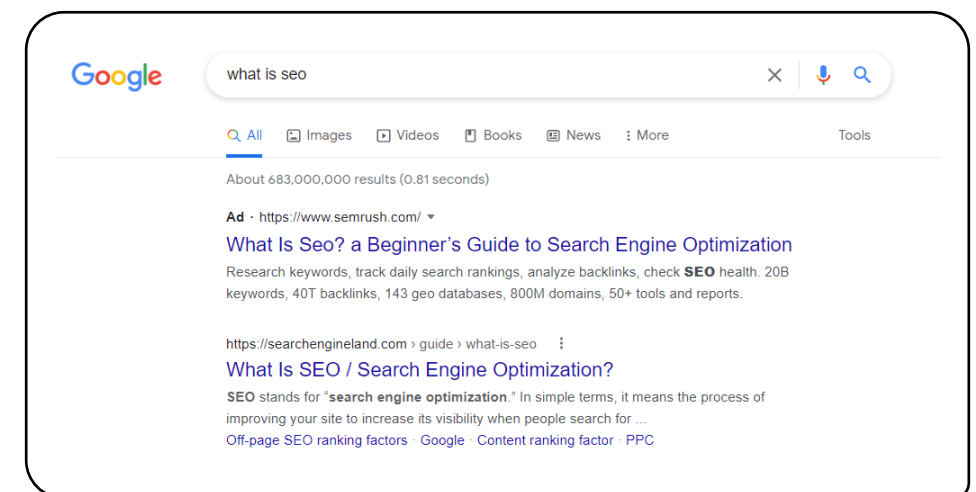 Google
what is seo
All Images Videos Books News More Tools
About 683,000,000 results (0.81 seconds)
Ad · https://www.semrush.com/
What Is Seo? a Beginner's Guide to Search Engine Optimization
Research keywords, track daily search rankings, analyze backlinks, check SEO health. 20B
keywords, 40T backlinks, 143 geo databases, 800M domains, 50+ tools and reports.
https://searchengineland.com › guide › what-is-seo
What Is SEO / Search Engine Optimization?
SEO stands for “search engine optimization.” In simple terms, it means the process of
improving your site to increase its visibility when people search for ...
Off-page SEO ranking factors · Google · Content ranking factor · PPC